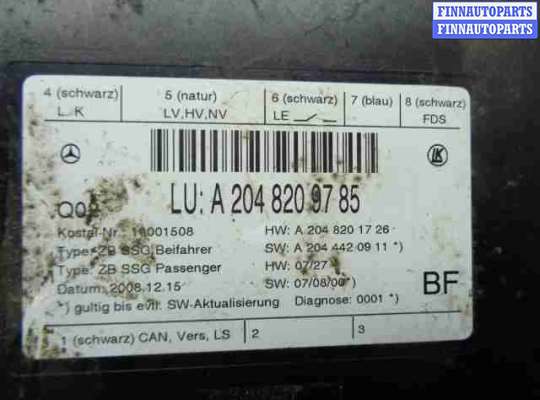 FINNAUTOPARTS
FINNAUTOPARTS
4 (schwarz) 5 (natur) 6 (schwarz) 7 (blau) 8 (schwarz)
L. K LV,HV,NV LE FDS
LK
LU: A 204 820 97 85
Kostal-Nr. 10001508 HW: A 204 820 17 26
Type: ZB SSG Beifahrer SW: A 204 442 09 11 *)
Type: ZB SSG Passenger HW: 07/27
Datum: 2008.12.15 SW: 07/08/00 *) BF
*) gultig bis evtl. SW-Aktualisierung Diagnose: 0001 *)
1 (schwarz) CAN, Vers, LS 2 3